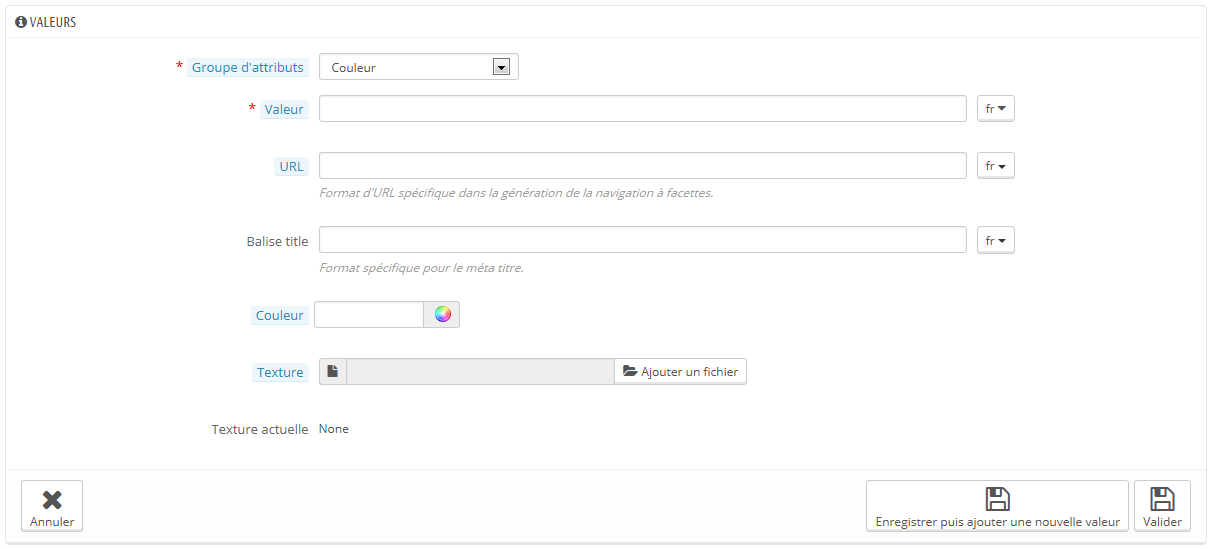 VALEURS
* Groupe d'attributs Couleur
* Valeur fr
URL fr
Format d'URL spécifique dans la génération de la navigation à facettes.
Balise title fr
Format spécifique pour le méta titre.
Couleur
Texture Ajouter un fichier
Texture actuelle None
Annuler Enregistrer puis ajouter une nouvelle valeur Valider